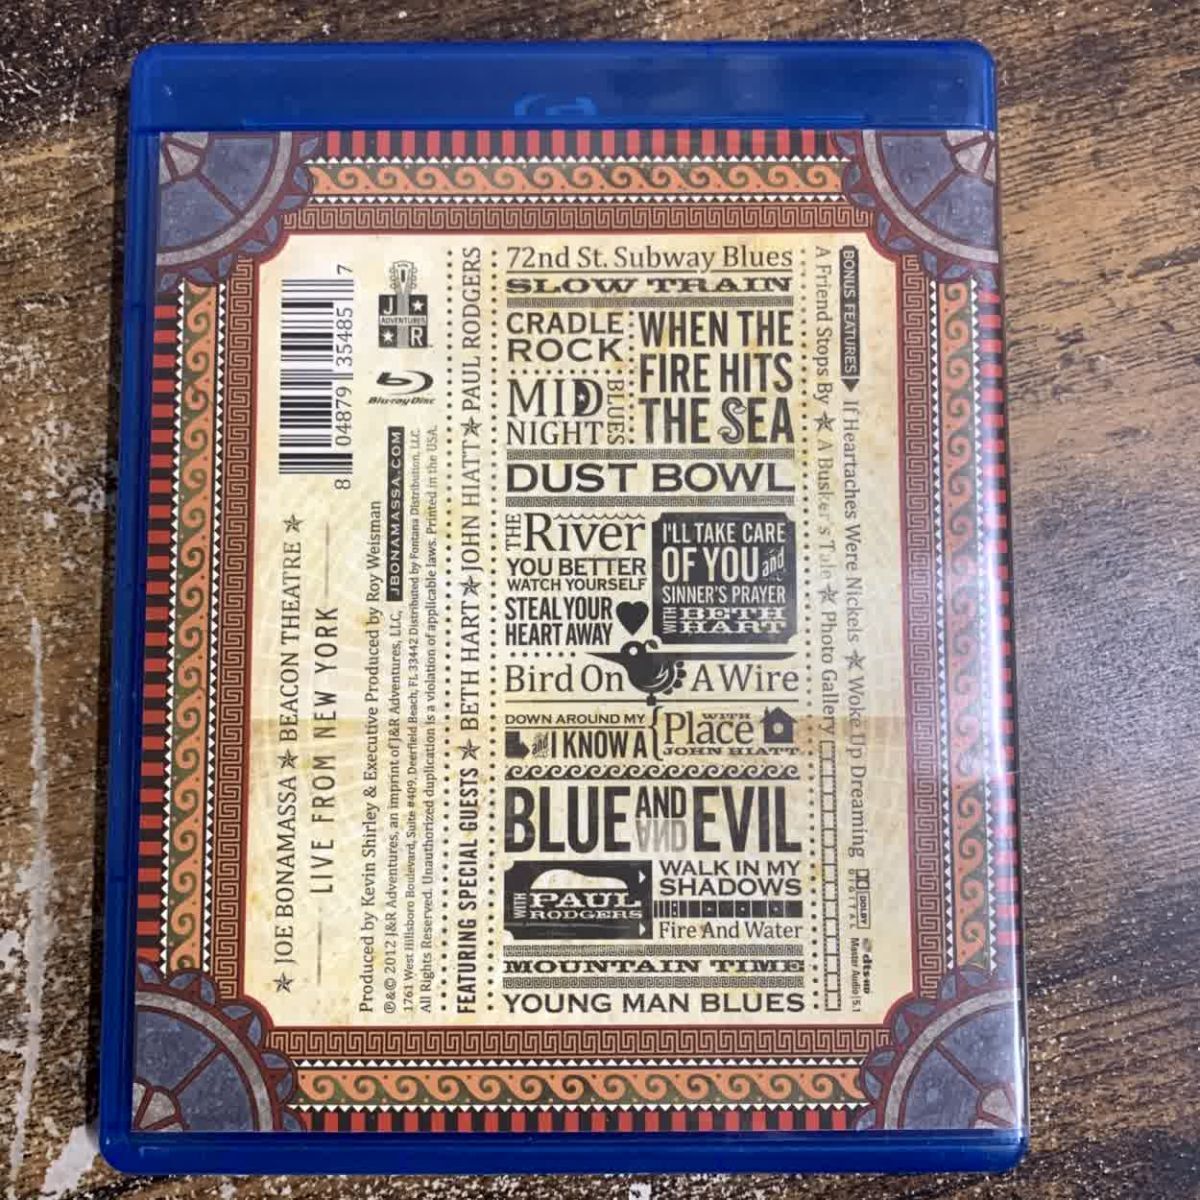 72nd St. Subway Blues
SLOW TRAIN
CRADLE
ROCK
WHEN THE
FIRE HITS
THE SEA
MID
NIGHT
BLUES
DUST BOWL
THE
River
YOU BETTER
WATCH YOURSELF
STEAL YOUR
HEART AWAY
I'LL TAKE CARE
OF YOU and
SINNER'S PRAYER
WITH BETH
HART
Bird On A Wire
DOWN AROUND MY
Place
and I KNOW A
WITH
JOHN HIATT
BLUE AND EVIL
WITH PAUL
RODGERS
WALK IN MY
SHADOWS
Fire And Water
MOUNTAIN TIME
YOUNG MAN BLUES
BONUS FEATURES If Heartaches Were Nickels ★ Woke Up Dreaming
A Friend Stops By ★ A Busker's Tale ★ Photo Gallery
DIGITAL
DOLBY
dts-HD
Master Audio 5.1
★ JOE BONAMASSA ★ BEACON THEATRE ★
LIVE FROM NEW YORK
Produced by Kevin Shirley & Executive Produced by Roy Weisman
℗&© 2012 J&R Adventures, an imprint of J&R Adventures, LLC,
JBONAMASSA.COM
1761 West Hillsboro Boulevard, Suite #409, Deerfield Beach, FL 33442 Distributed by Fontana Distribution, LLC.
All Rights Reserved. Unauthorized duplication is a violation of applicable laws. Printed in the USA.
FEATURING SPECIAL GUESTS ★ BETH HART ★ JOHN HIATT ★ PAUL RODGERS
8 04879 35485 7
J
ADVENTURES
R
Blu-ray Disc